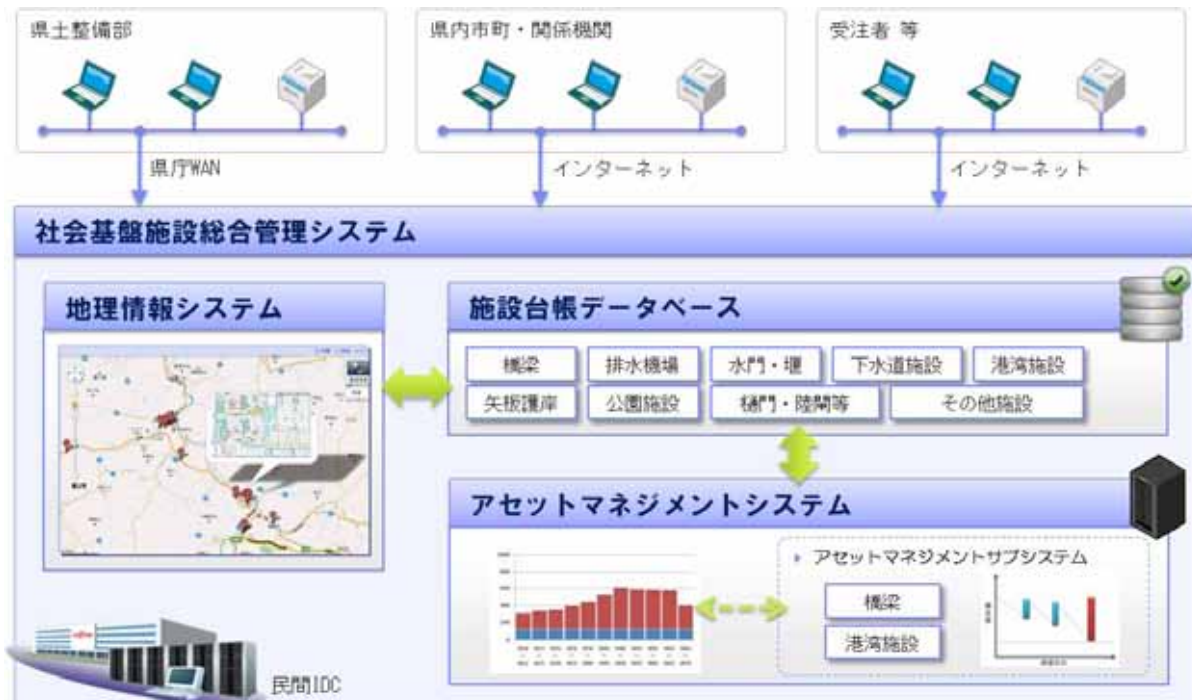 県土整備部
県内市町・関係機関
受注者 等
県庁WAN
インターネット
インターネット
社会基盤施設総合管理システム
地理情報システム
施設台帳データベース
橋梁
排水機場
水門・堰
下水道施設
港湾施設
矢板護岸
公園施設
樋門・陸閘等
その他施設
アセットマネジメントシステム
アセットマネジメントサブシステム
橋梁
港湾施設
民間IDC